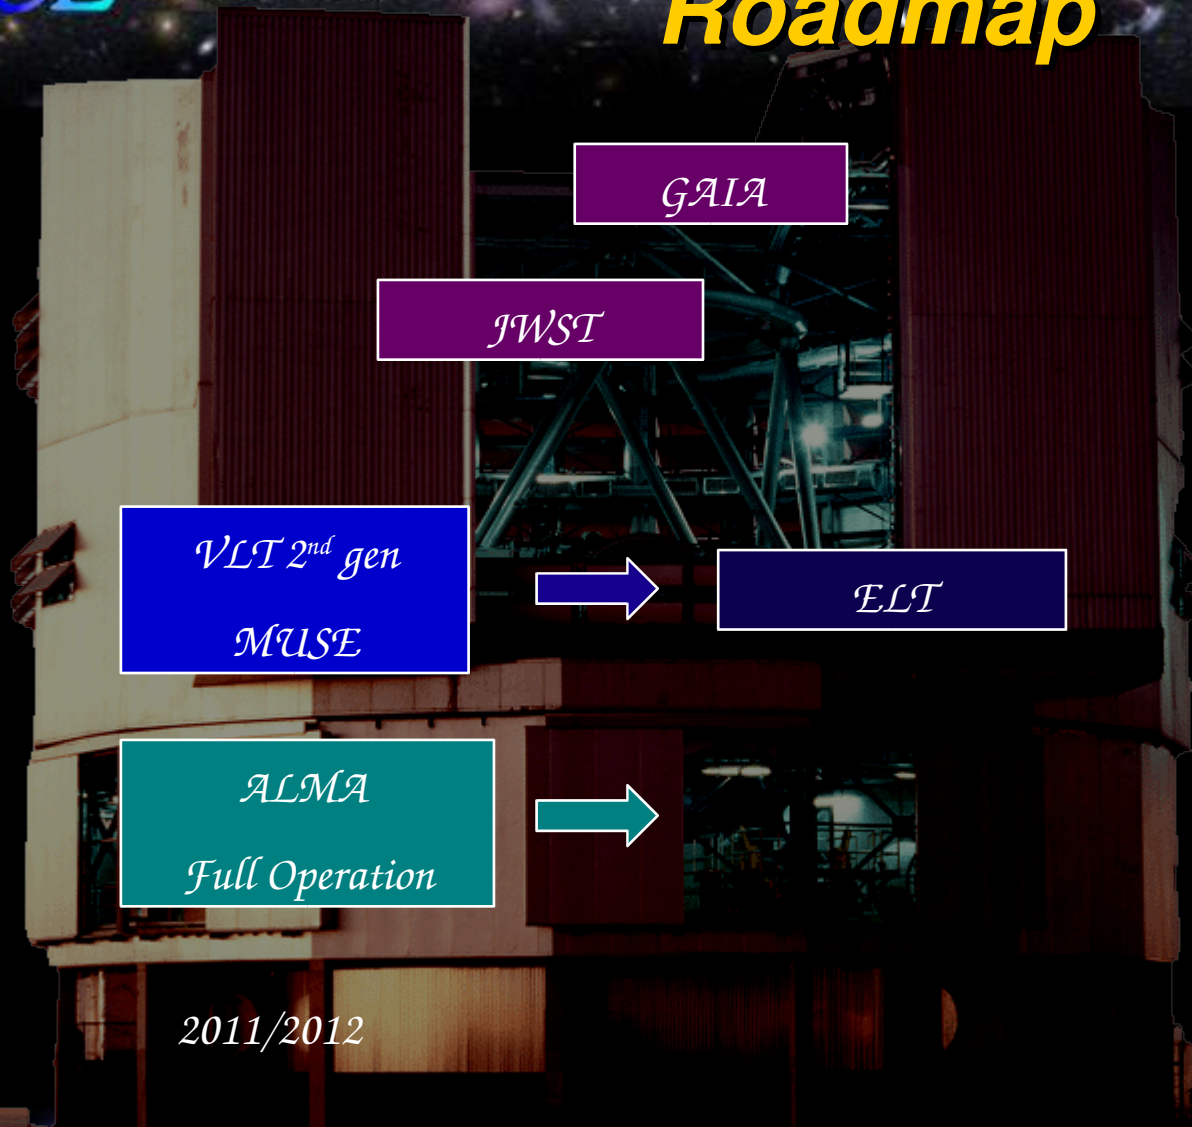 Roadmap
GAIA
JWST
VLT 2nd gen
MUSE
ELT
ALMA
Full Operation
2011/2012